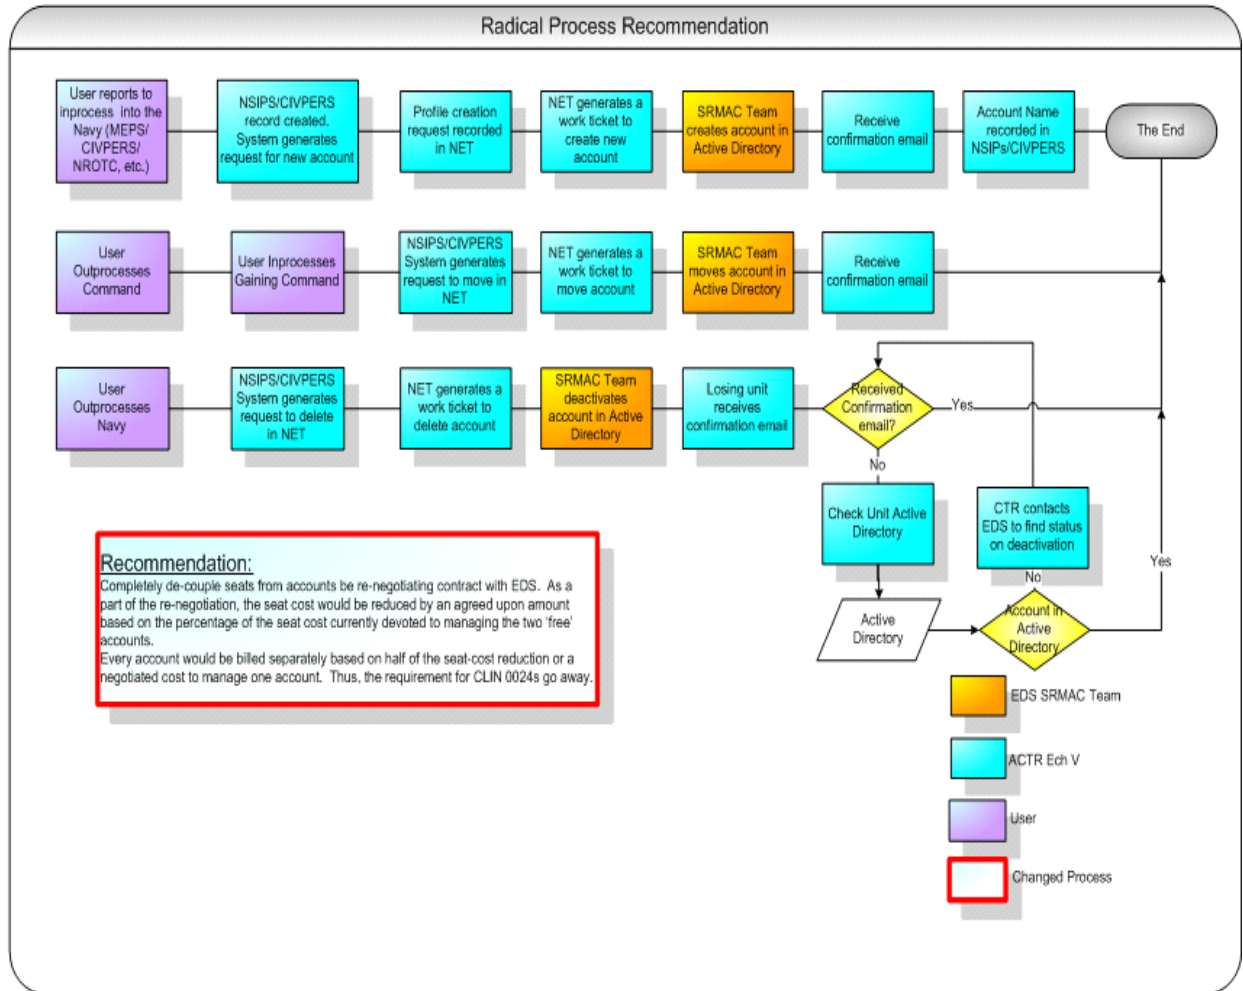 Radical Process Recommendation
User reports to
inprocess into the
Navy (MEPS/
CIVPERS/
NROTC, etc.)
NSIPS/CIVPERS
record created.
System generates
request for new account
Profile creation
request recorded
in NET
NET generates a
work ticket to
create new
account
SRMAC Team
creates account in
Active Directory
Receive
confirmation email
Account Name
recorded in
NSIPs/CIVPERS
The End
User
Outprocesses
Command
User Inprocesses
Gaining Command
NSIPS/CIVPERS
System generates
request to move in
NET
NET generates a
work ticket to
move account
SRMAC Team
moves account in
Active Directory
Receive
confirmation email
User
Outprocesses
Navy
NSIPS/CIVPERS
System generates
request to delete
in NET
NET generates a
work ticket to
delete account
SRMAC Team
deactivates
account in Active
Directory
Losing unit
receives
confirmation email
Received
Confirmation
email?
Yes
No
Check Unit Active
Directory
CTR contacts
EDS to find status
on deactivation
Yes
No
Active
Directory
Account in
Active
Directory
Recommendation:
Completely de-couple seats from accounts be re-negotiating contract with EDS. As a
part of the re-negotiation, the seat cost would be reduced by an agreed upon amount
based on the percentage of the seat cost currently devoted to managing the two 'free'
accounts.
Every account would be billed separately based on half of the seat-cost reduction or a
negotiated cost to manage one account. Thus, the requirement for CLIN 0024s go away.
EDS SRMAC Team
ACTR Ech V
User
Changed Process